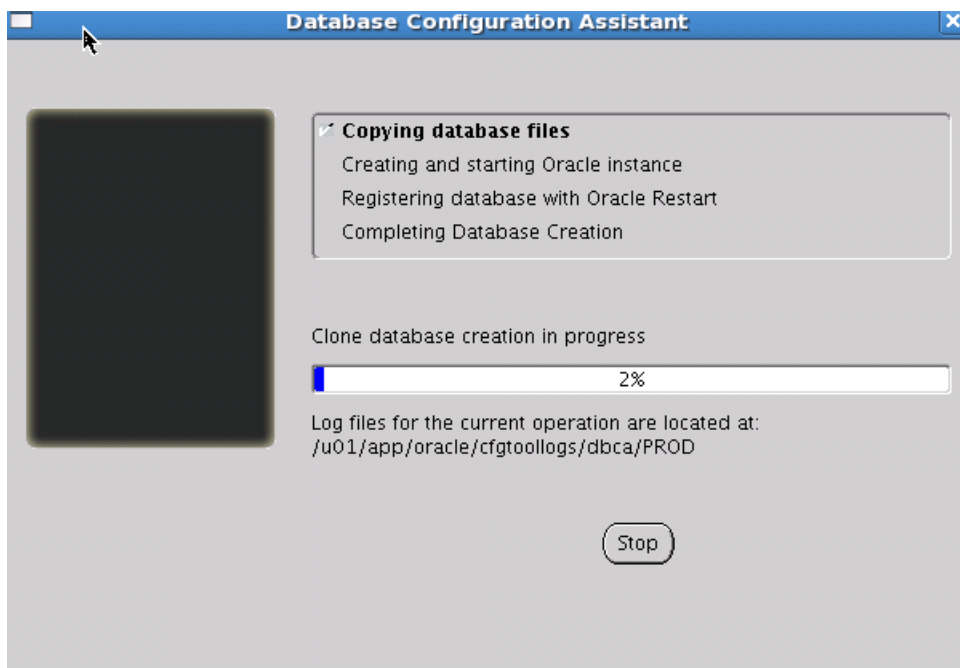 Database Configuration Assistant
Copying database files
Creating and starting Oracle instance
Registering database with Oracle Restart
Completing Database Creation
Clone database creation in progress
2%
Log files for the current operation are located at:
/u01/app/oracle/cfgtoollogs/dbca/PROD
Stop